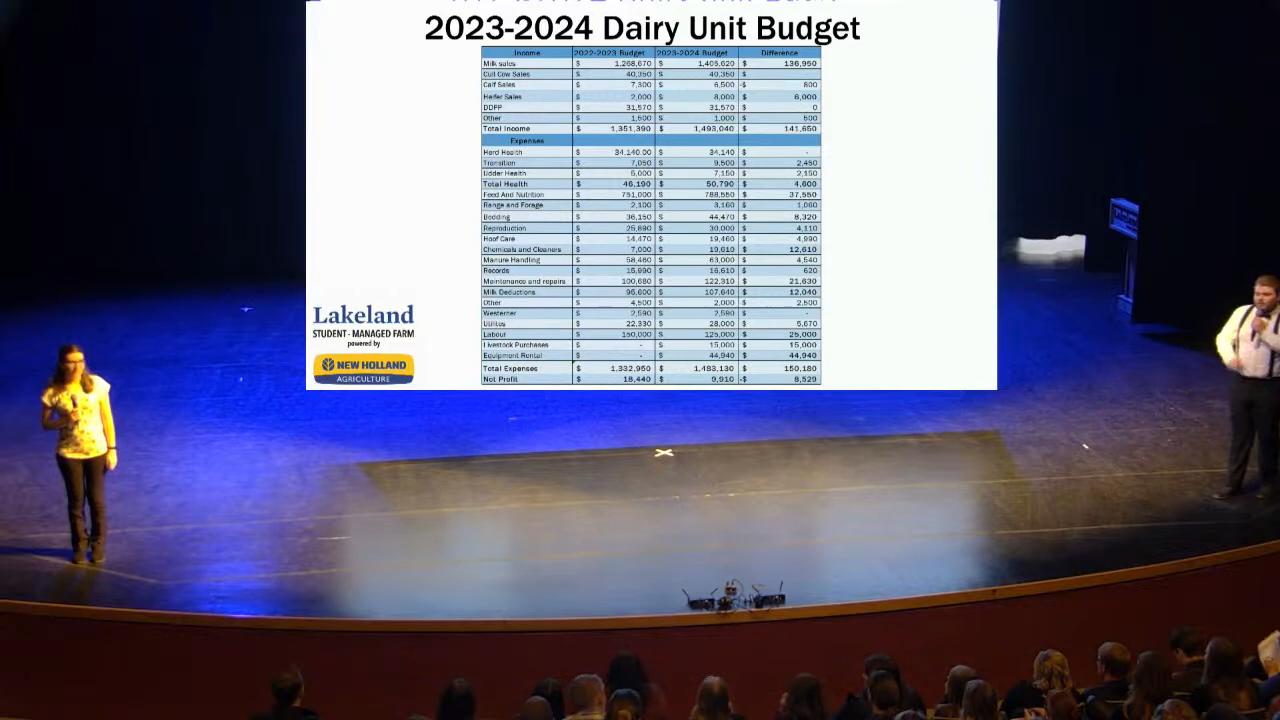 2023-2024 Dairy Unit Budget
Income 2022-2023 Budget 2023-2024 Budget Difference
Milk sales $ 1,268,670 $ 1,405,620 $ 136,950
Cull Cow Sales $ 40,350 $ 40,350 $
Calf Sales $ 7,300 $ 6,500 -$ 800
Heifer Sales $ 2,000 $ 8,000 $ 6,000
DDPP $ 31,570 $ 31,570 $ 0
Other $ 1,500 $ 1,000 $ 500
Total Income $ 1,351,390 $ 1,493,040 $ 141,650
Expenses
Herd Health $ 34,140.00 $ 34,140 $ -
Transition $ 7,050 $ 9,500 $ 2,450
Udder Health $ 5,000 $ 7,150 $ 2,150
Total Health $ 46,190 $ 50,790 $ 4,600
Feed And Nutrition $ 751,000 $ 788,550 $ 37,550
Range and Forage $ 2,100 $ 3,160 $ 1,060
Bedding $ 36,150 $ 44,470 $ 8,320
Reproduction $ 25,890 $ 30,000 $ 4,110
Hoof Care $ 14,470 $ 19,460 $ 4,990
Chemicals and Cleaners $ 7,000 $ 19,610 $ 12,610
Manure Handling $ 58,460 $ 63,000 $ 4,540
Records $ 15,990 $ 16,610 $ 620
Maintenance and repairs $ 100,680 $ 122,310 $ 21,630
Milk Deductions $ 95,600 $ 107,640 $ 12,040
Other $ 4,500 $ 2,000 $ 2,500
Westerner $ 2,590 $ 2,590 $ -
Utilites $ 22,330 $ 28,000 $ 5,670
Labour $ 150,000 $ 125,000 $ 25,000
Livestock Purchases - $ 15,000 $ 15,000
Equipment Rental $ - $ 44,940 $ 44,940
Total Expenses $ 1,332,950 $ 1,483,130 $ 150,180
Net Profit $ 18,440 $ 9,910 -$ 8,529
Lakeland
STUDENT - MANAGED FARM
powered by
NEW HOLLAND
AGRICULTURE